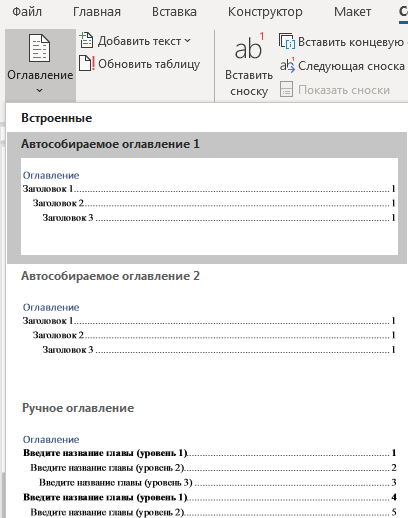 Файл Главная Вставка Конструктор Макет Сс
Оглавление
Добавить текст
Обновить таблицу
ab¹
Вставить сноску
Вставить концевую
Следующая сноска
Показать сноски
Встроенные
Автособираемое оглавление 1
Оглавление
Заголовок 1 1
Заголовок 2 1
Заголовок 3 1
Автособираемое оглавление 2
Оглавление
Заголовок 1 1
Заголовок 2 1
Заголовок 3 1
Ручное оглавление
Оглавление
Введите название главы (уровень 1) 1
Введите название главы (уровень 2) 2
Введите название главы (уровень 3) 3
Введите название главы (уровень 1) 4
Введите название главы (уровень 2) 5